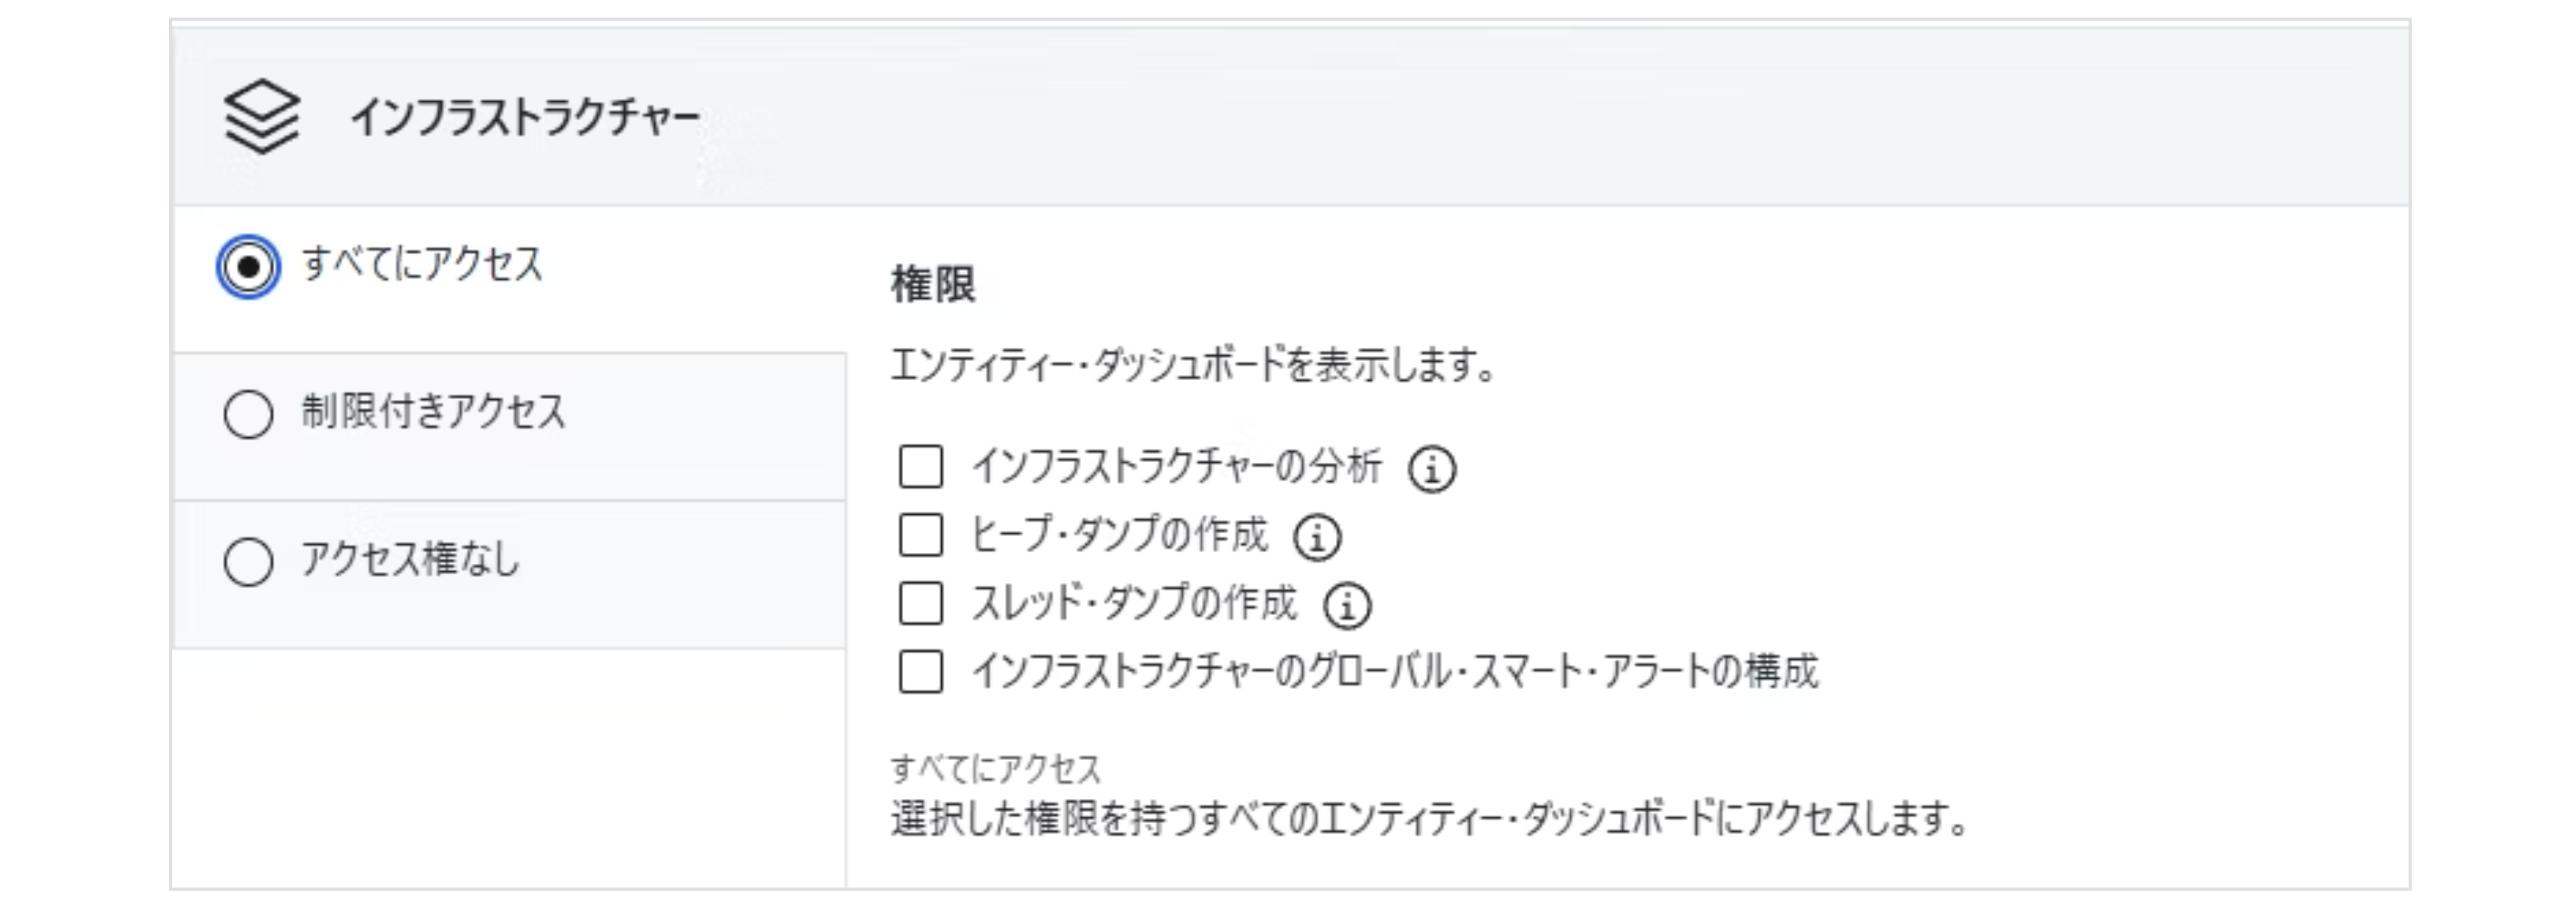 インフラストラクチャー
すべてにアクセス
制限付きアクセス
アクセス権なし
権限
エンティティー・ダッシュボードを表示します。
インフラストラクチャーの分析
ヒープ・ダンプの作成
スレッド・ダンプの作成
インフラストラクチャーのグローバル・スマート・アラートの構成
すべてにアクセス
選択した権限を持つすべてのエンティティー・ダッシュボードにアクセスします。